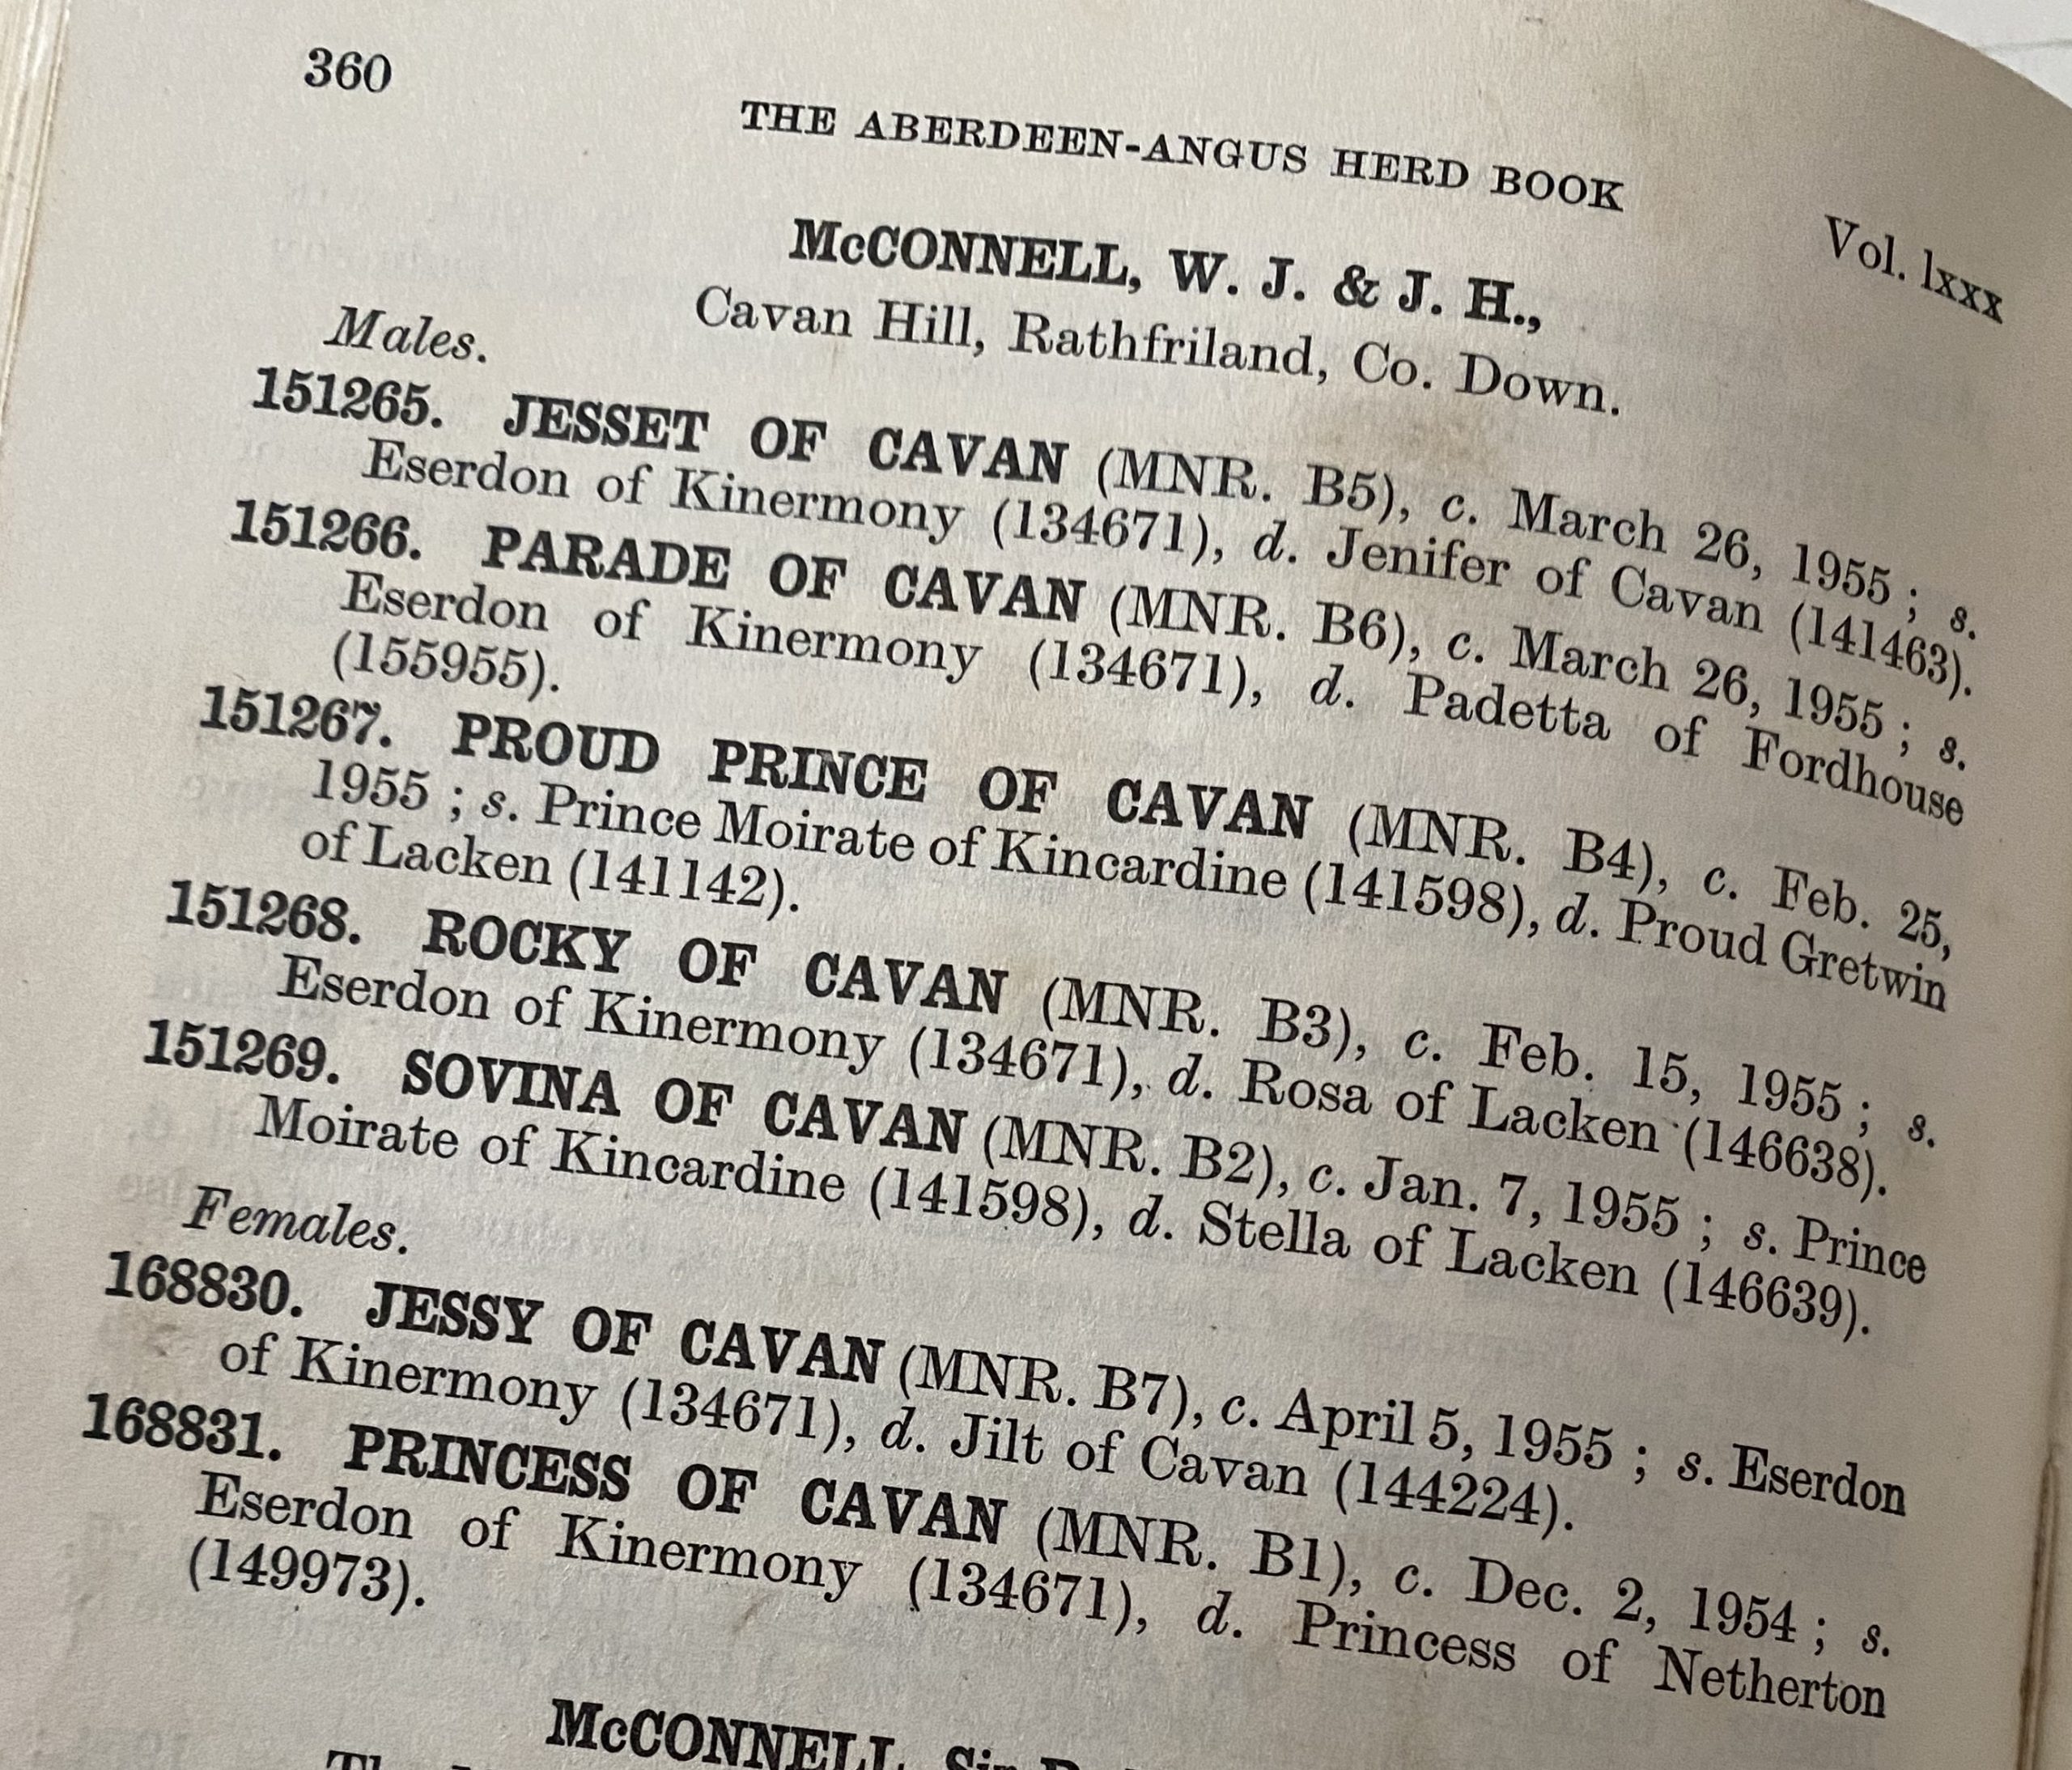 360
THE ABERDEEN-ANGUS HERD BOOK
Vol. lxxx
McCONNELL, W. J. & J. H.,
Cavan Hill, Rathfriland, Co. Down.
Males.
151265. JESSET OF CAVAN (MNR. B5), c. March 26, 1955 ; s.
Eserdon of Kinermony (134671), d. Jenifer of Cavan (141463).
151266. PARADE OF CAVAN (MNR. B6), c. March 26, 1955 ; s.
Eserdon of Kinermony (134671), d. Padetta of Fordhouse
(155955).
151267. PROUD PRINCE OF CAVAN (MNR. B4), c. Feb. 25,
1955 ; s. Prince Moirate of Kincardine (141598), d. Proud Gretwin
of Lacken (141142).
151268. ROCKY OF CAVAN (MNR. B3), c. Feb. 15, 1955 ; s.
Eserdon of Kinermony (134671), d. Rosa of Lacken (146638).
151269. SOVINA OF CAVAN (MNR. B2), c. Jan. 7, 1955 ; s. Prince
Moirate of Kincardine (141598), d. Stella of Lacken (146639).
Females.
168830. JESSY OF CAVAN (MNR. B7), c. April 5, 1955 ; s. Eserdon
of Kinermony (134671), d. Jilt of Cavan (144224).
168831. PRINCESS OF CAVAN (MNR. B1), c. Dec. 2, 1954 ; s.
Eserdon of Kinermony (134671), d. Princess of Netherton
(149973).
McCONNELL, Sir